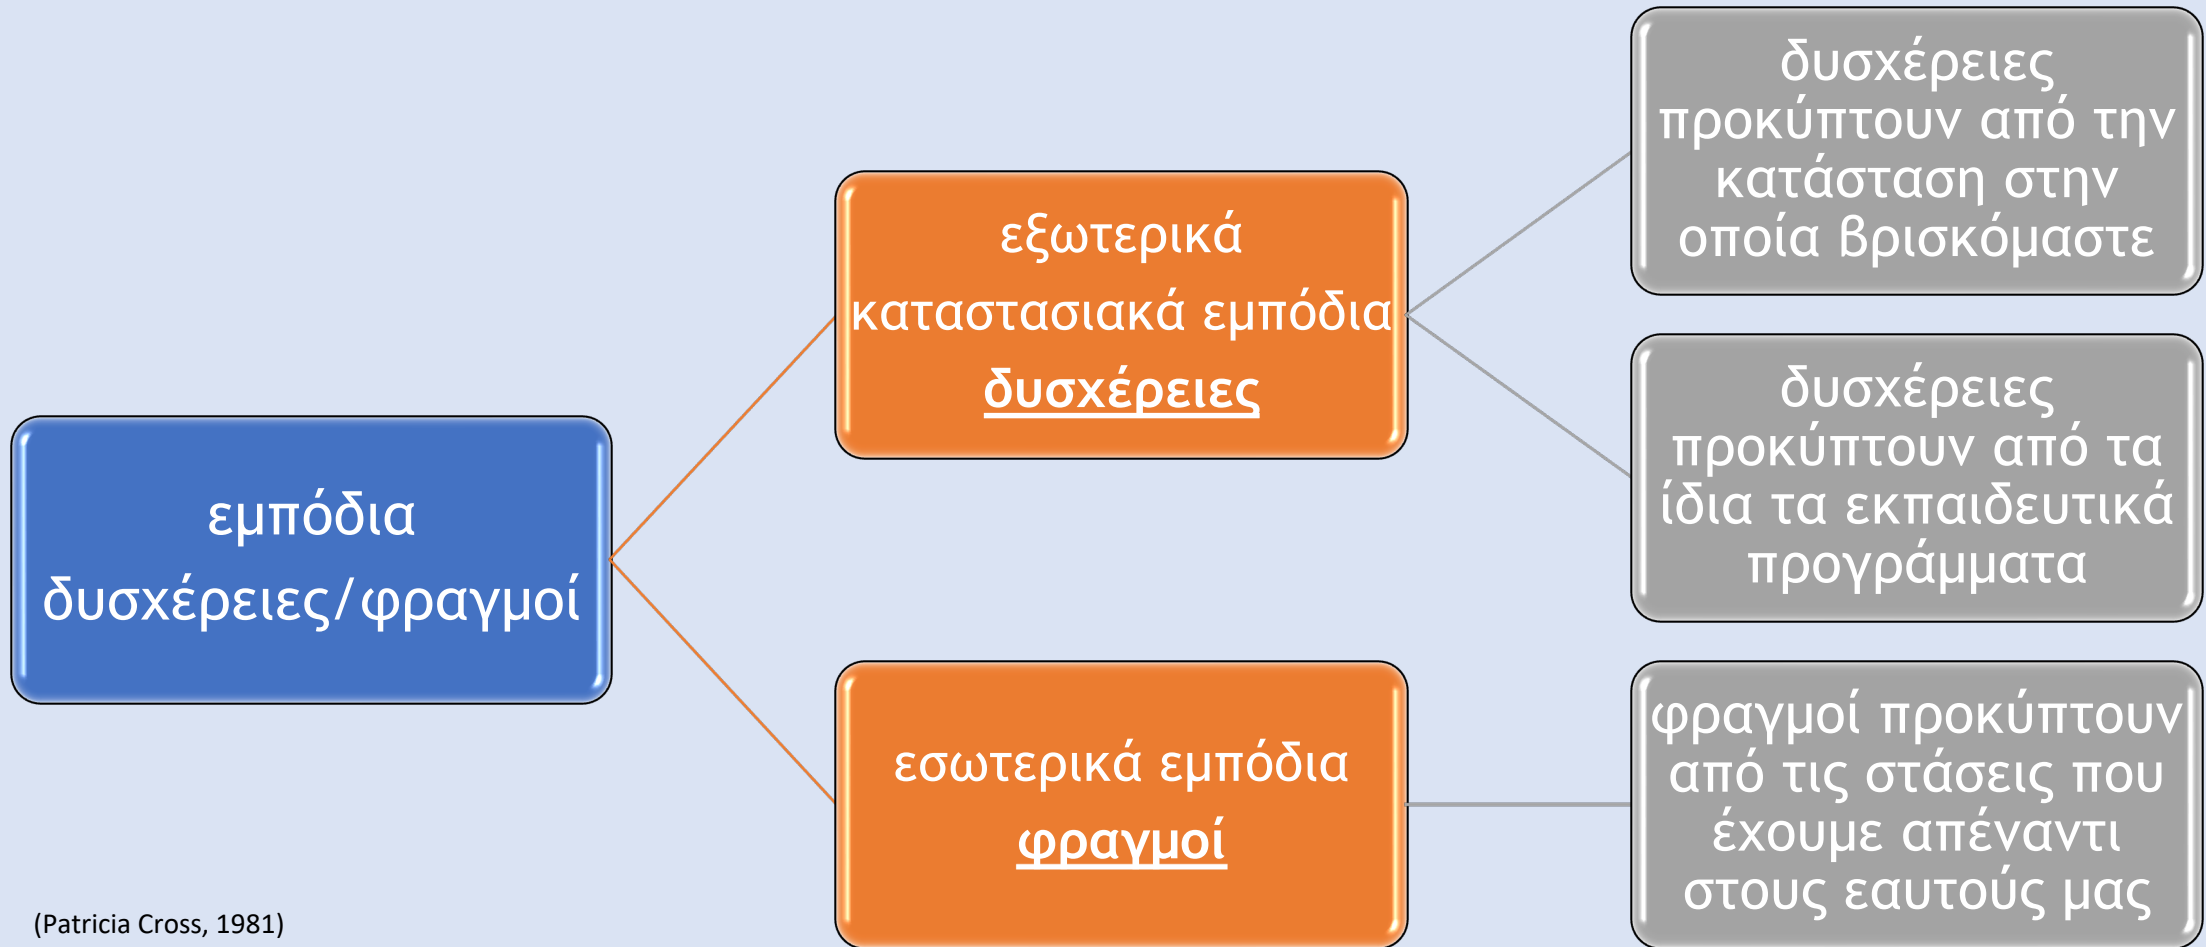 εμπόδια
δυσχέρειες/φραγμοί
εξωτερικά
καταστασιακά εμπόδια
δυσχέρειες
εσωτερικά εμπόδια
φραγμοί
δυσχέρειες
προκύπτουν από την
κατάσταση στην
οποία βρισκόμαστε
δυσχέρειες
προκύπτουν από τα
ίδια τα εκπαιδευτικά
προγράμματα
φραγμοί προκύπτουν
από τις στάσεις που
έχουμε απέναντι
στους εαυτούς μας
(Patricia Cross, 1981)